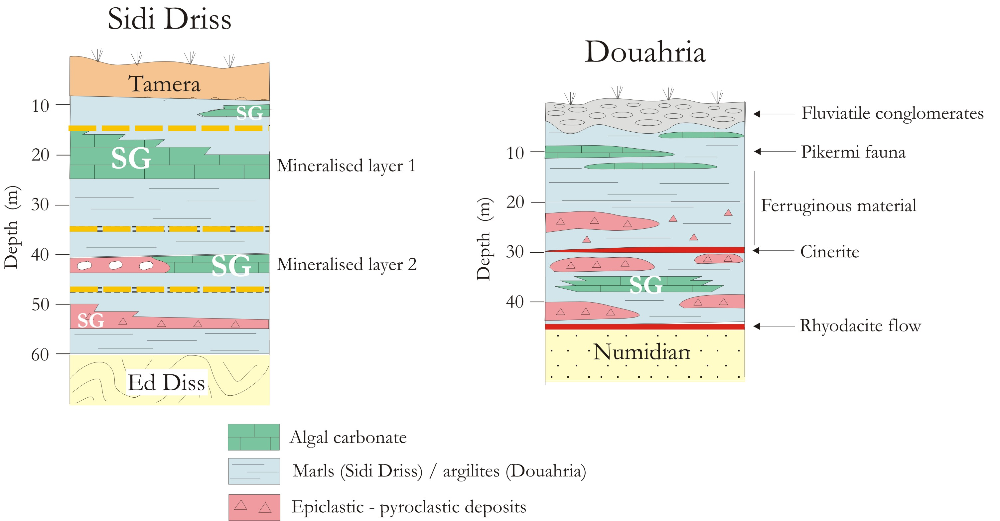 Sidi Driss
Tamera
10
SG
20
SG
Mineralised layer 1
30
Depth (m)
40
SG
Mineralised layer 2
50
SG
60
Ed Diss
Douahria
Fluviatile conglomerates
10
Pikermi fauna
20
Ferruginous material
Depth (m)
30
Cinerite
SG
40
Rhyodacite flow
Numidian
Algal carbonate
Marls (Sidi Driss) / argilites (Douahria)
Epiclastic - pyroclastic deposits